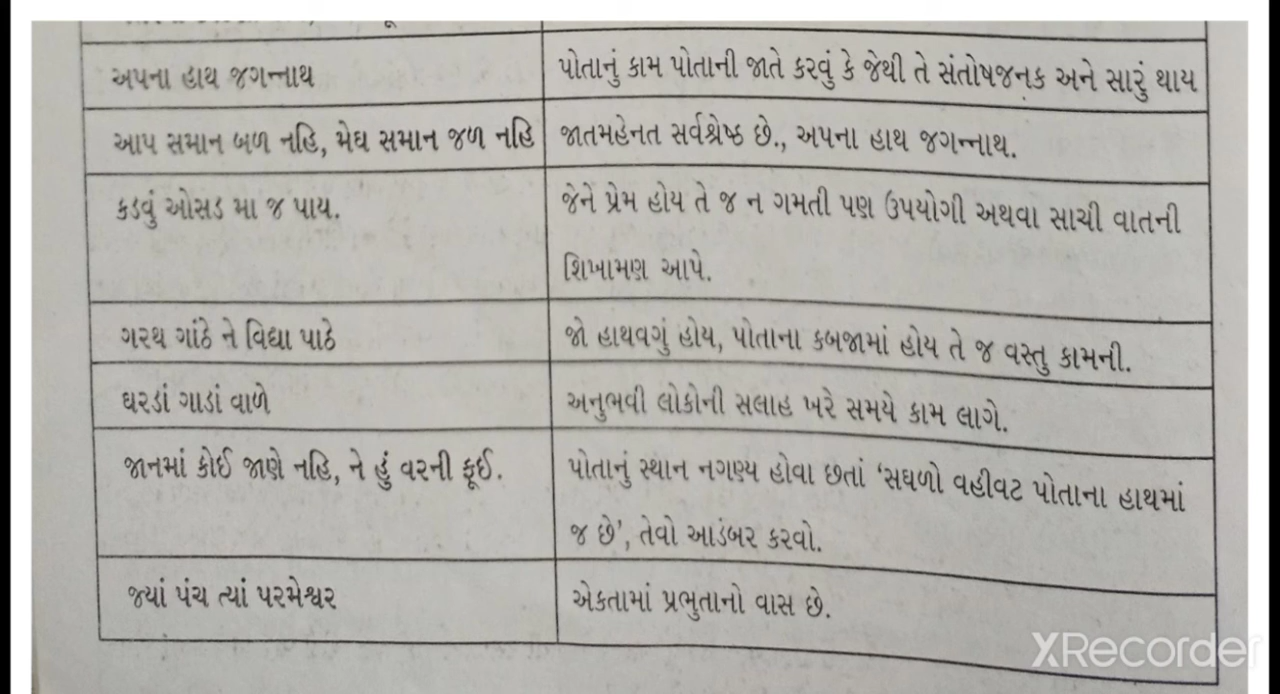 અપના હાથ જગન્નાથ
પોતાનું કામ પોતાની જાતે કરવું કે જેથી તે સંતોષજનક અને સારું થાય
આપ સમાન બળ નહિ, મેઘ સમાન જળ નહિ
જાતમહેનત સર્વશ્રેષ્ઠ છે., અપના હાથ જગન્નાથ.
કડવું ઓસડ મા જ પાય.
જેને પ્રેમ હોય તે જ ન ગમતી પણ ઉપયોગી અથવા સાચી વાતની
શિખામણ આપે.
ગરથ ગાંઠે ને વિદ્યા પાઠે
જો હાથવગું હોય, પોતાના કબજામાં હોય તે જ વસ્તુ કામની.
ઘરડાં ગાડાં વાળે
અનુભવી લોકોની સલાહ ખરે સમયે કામ લાગે.
જાનમાં કોઈ જાણે નહિ, ને હું વરની ફૂઈ.
પોતાનું સ્થાન નગણ્ય હોવા છતાં ‘સઘળો વહીવટ પોતાના હાથમાં
જ છે’, તેવો આડંબર કરવો.
જ્યાં પંચ ત્યાં પરમેશ્વર
એકતામાં પ્રભુતાનો વાસ છે.
XRecorder